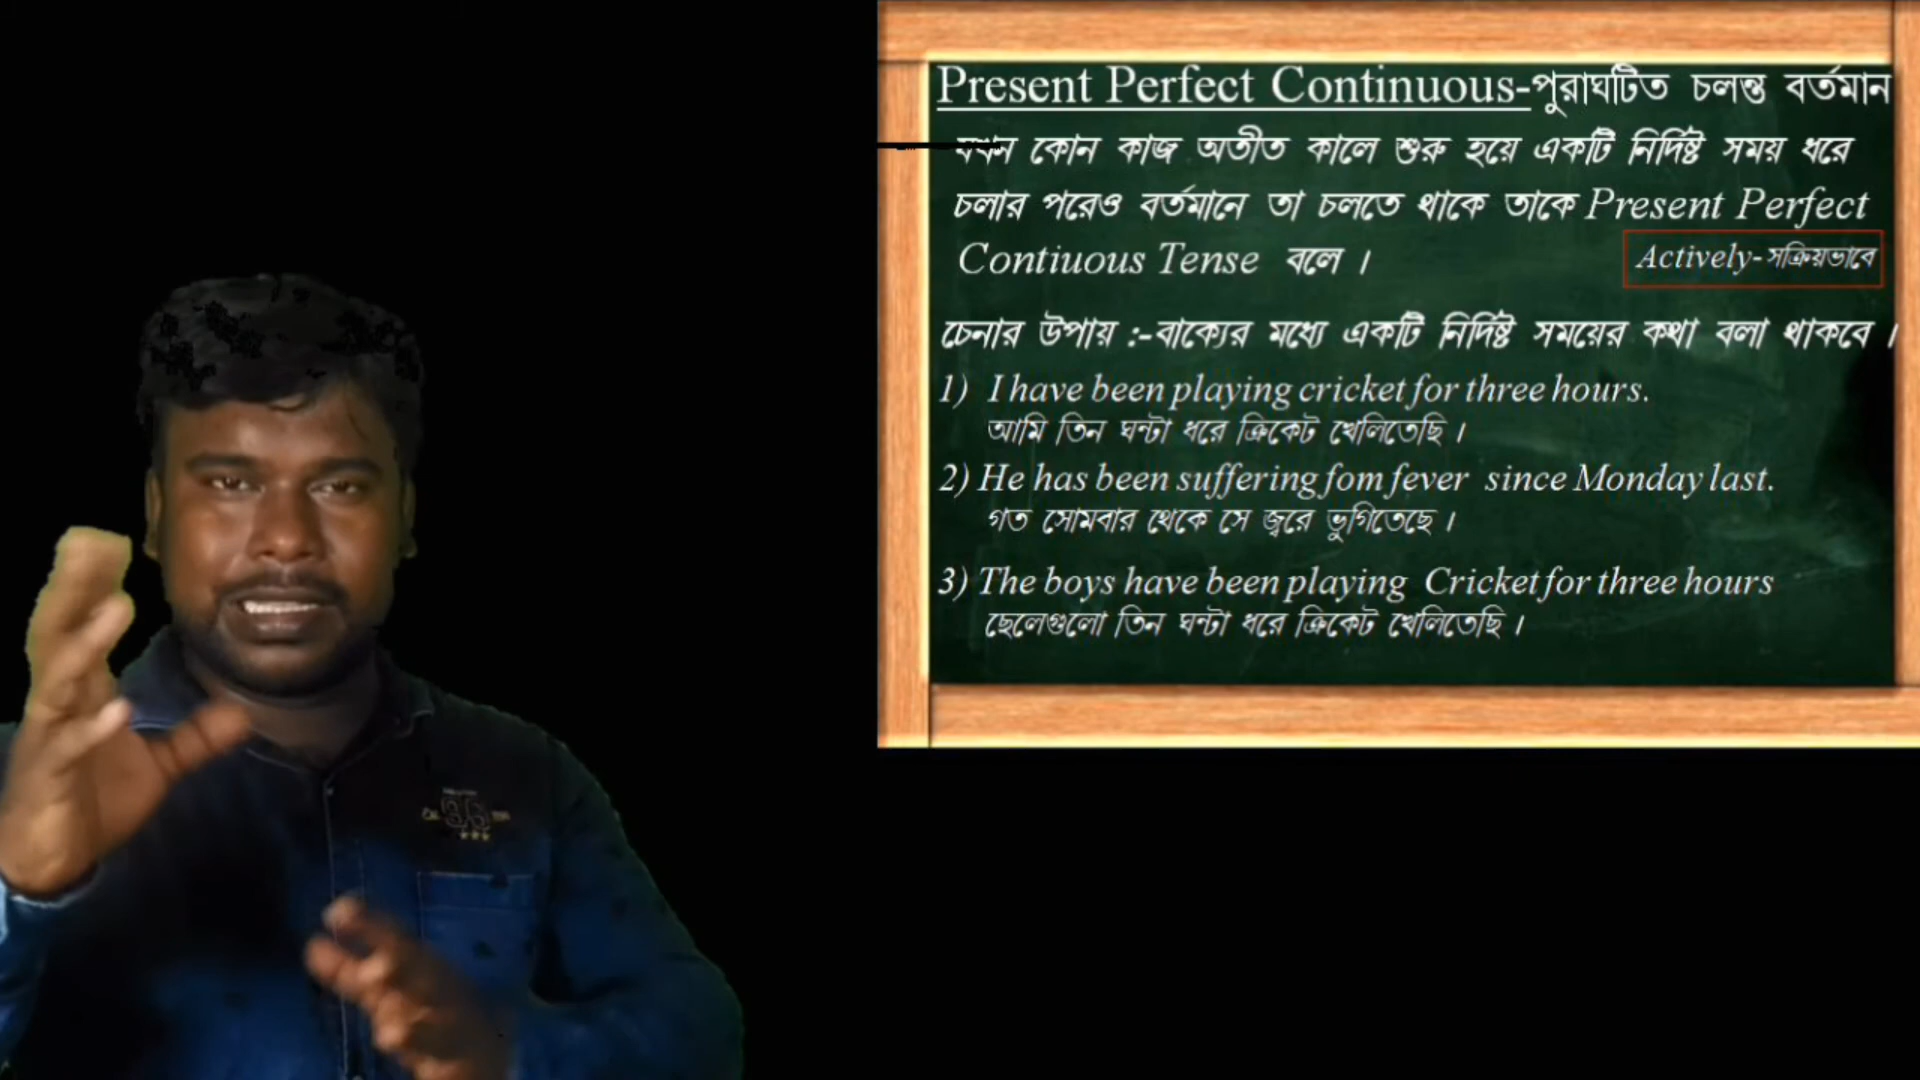 Present Perfect Continuous-পুরাঘটিত চলন্ত বর্তমান
যখন কোন কাজ অতীত কালে শুরু হয়ে একটি নির্দিষ্ট সময় ধরে
চলার পরেও বর্তমানে তা চলতে থাকে তাকে Present Perfect
Contiuous Tense বলে ।
Actively-সক্রিয়ভাবে
চেনার উপায় :-বাক্যের মধ্যে একটি নির্দিষ্ট সময়ের কথা বলা থাকবে ।
1) I have been playing cricket for three hours.
আমি তিন ঘন্টা ধরে ক্রিকেট খেলিতেছি ।
2) He has been suffering fom fever since Monday last.
গত সোমবার থেকে সে জ্বরে ভুগিতেছে ।
3) The boys have been playing Cricket for three hours
ছেলেগুলো তিন ঘন্টা ধরে ক্রিকেট খেলিতেছি ।